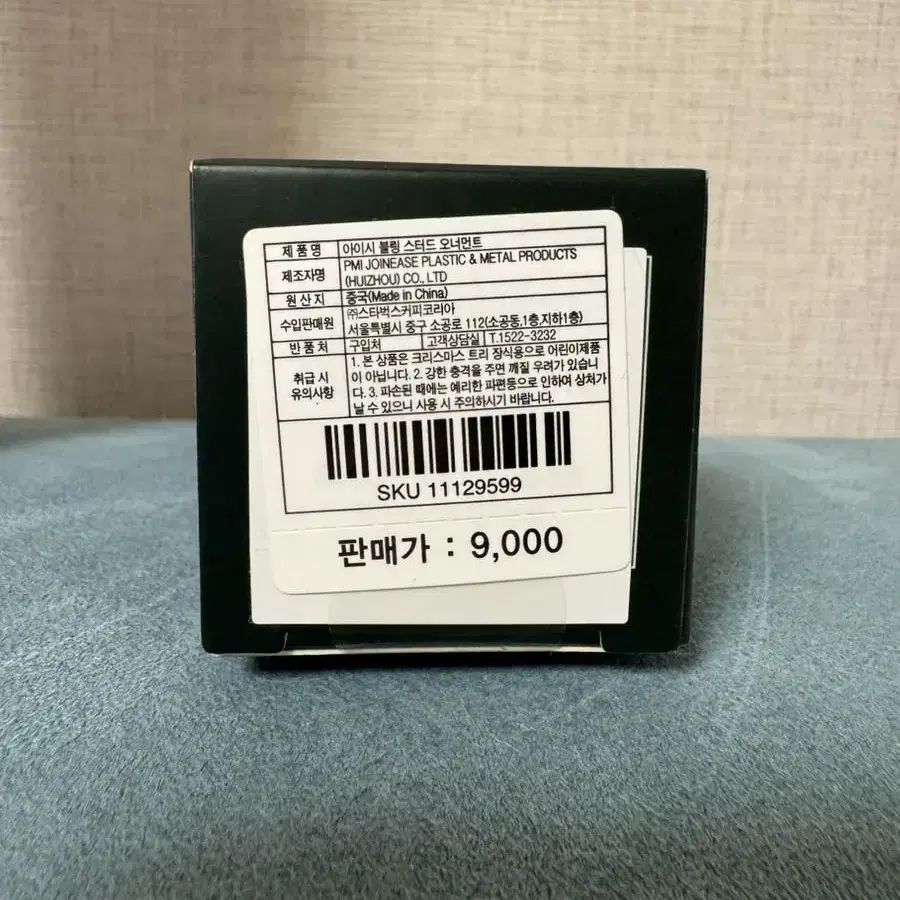 제품명 아이시 블링 스터드 오너먼트
제조자명 PMI JOINEASE PLASTIC & METAL PRODUCTS
(HUIZHOU) CO., LTD
원산지 중국(Made in China)
수입판매원 ㈜스타벅스커피코리아
서울특별시 중구 소공로 112(소공동,1층,지하1층)
반품처 구입처 고객상담실 T.1522-3232
취급 시 유의사항 1. 본 상품은 크리스마스 트리 장식용으로 어린이제품
이 아닙니다. 2. 강한 충격을 주면 깨질 우려가 있습니
다. 3. 파손된 때에는 예리한 파편등으로 인하여 상처가
날 수 있으니 사용 시 주의하시기 바랍니다.
SKU 11129599
판매가 : 9,000